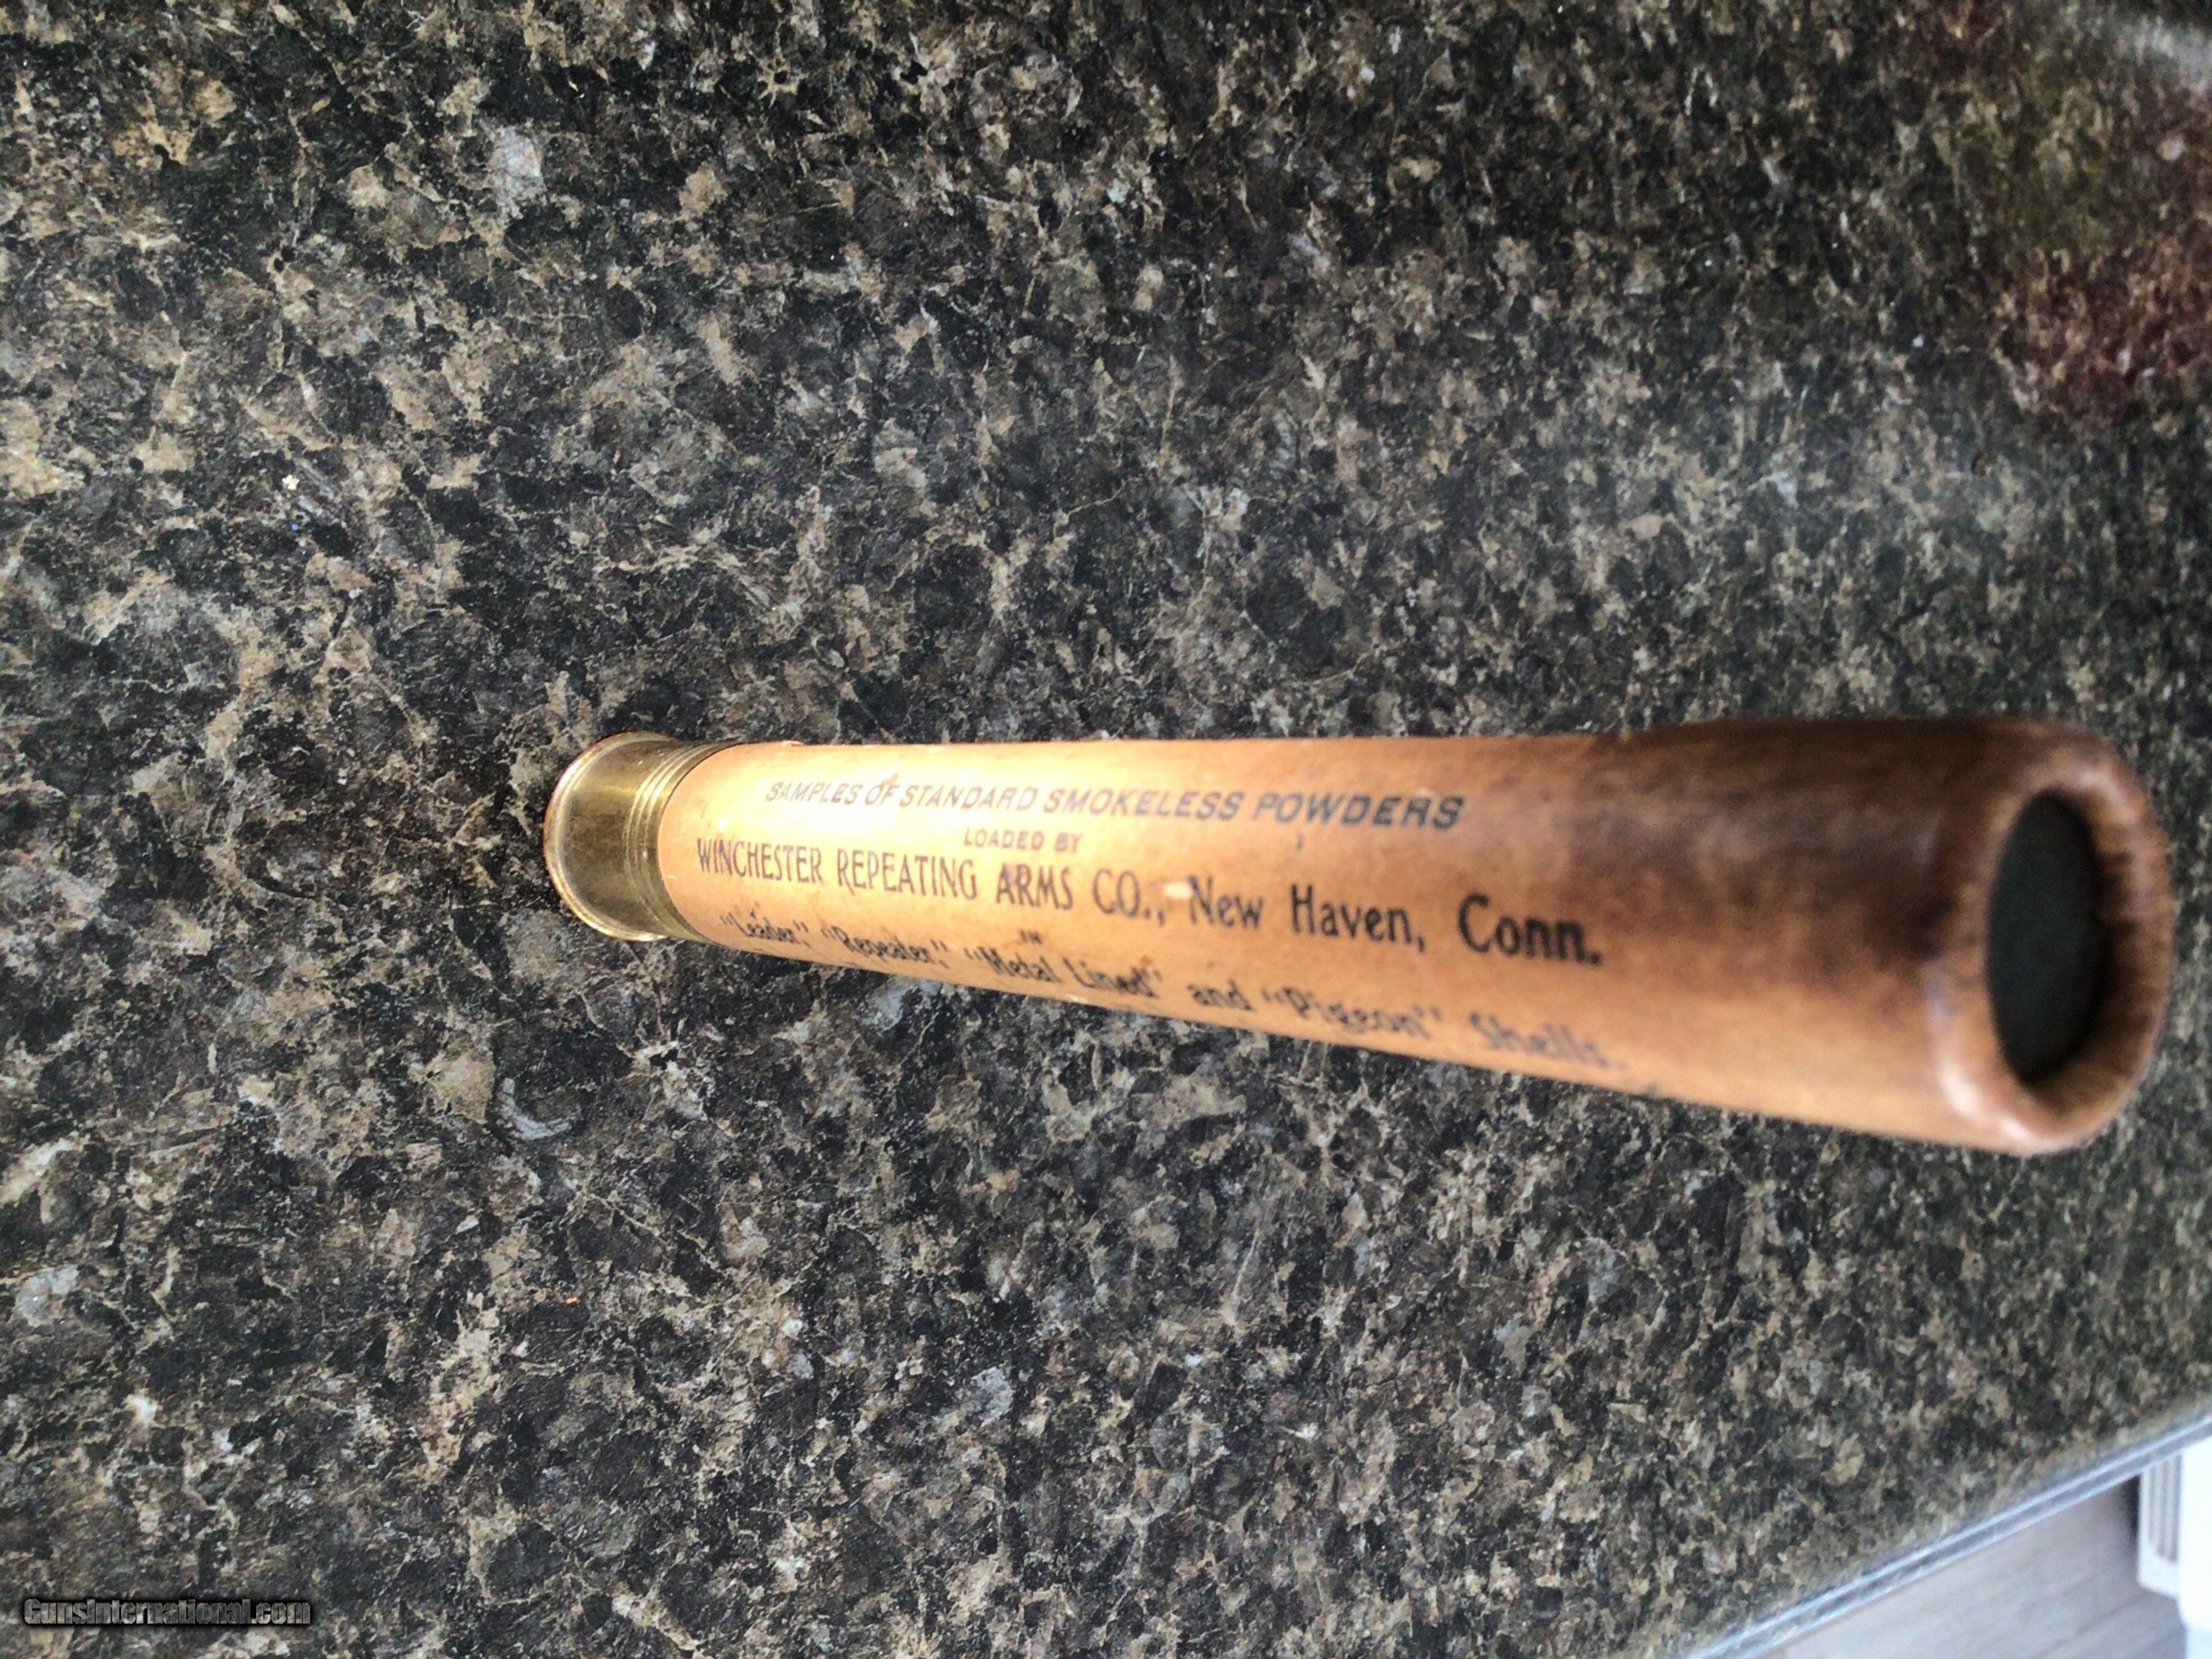 SAMPLES OF STANDARD SMOKELESS POWDERS
LOADED BY
WINCHESTER REPEATING ARMS CO., New Haven, Conn.
IN
"Leader," "Repeater," "Metal Lined" and "Pigeon" Shells.
GunsInternational.com